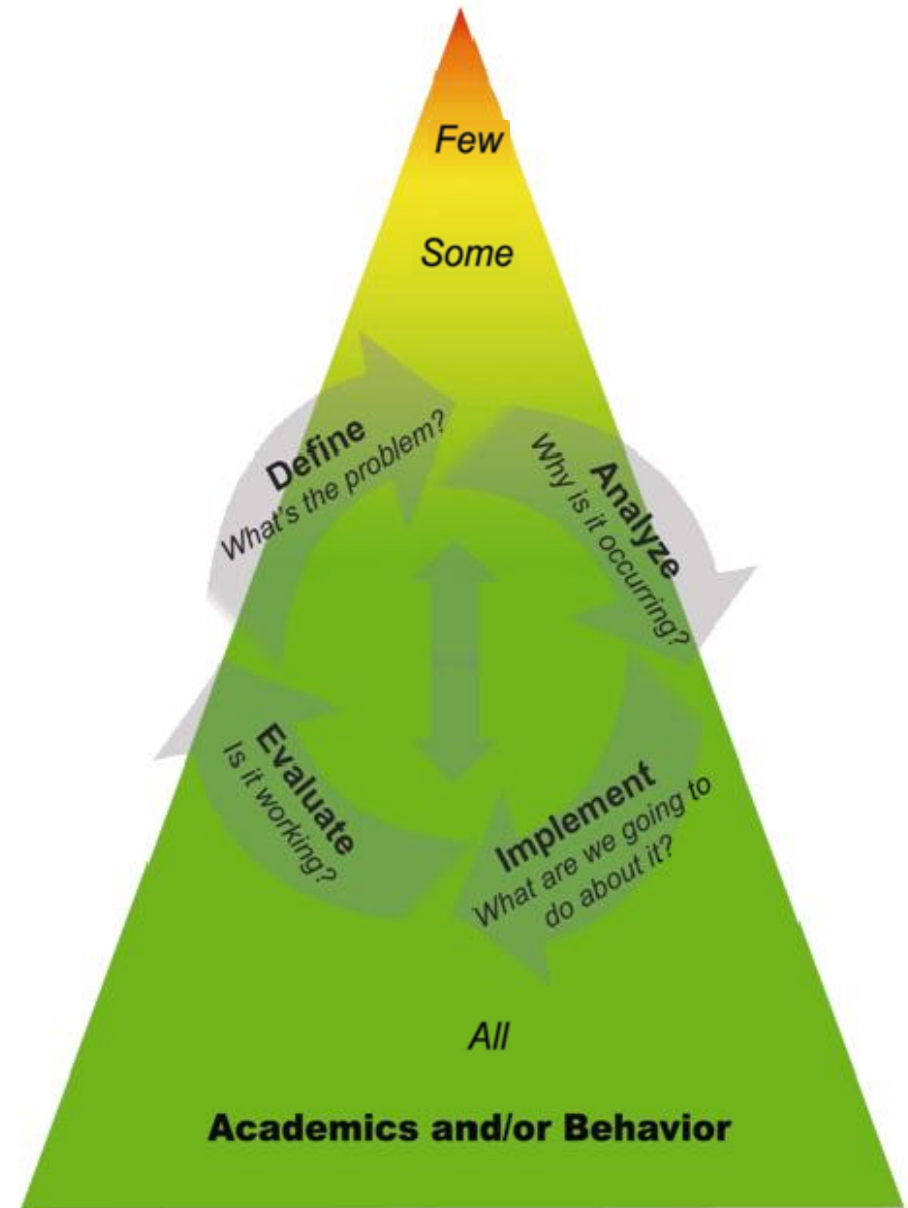 Few
Some
Define
What's the problem?
Analyze
Why is it occurring?
Implement
What are we going to
do about it?
Evaluate
Is it working?
All
Academics and/or Behavior